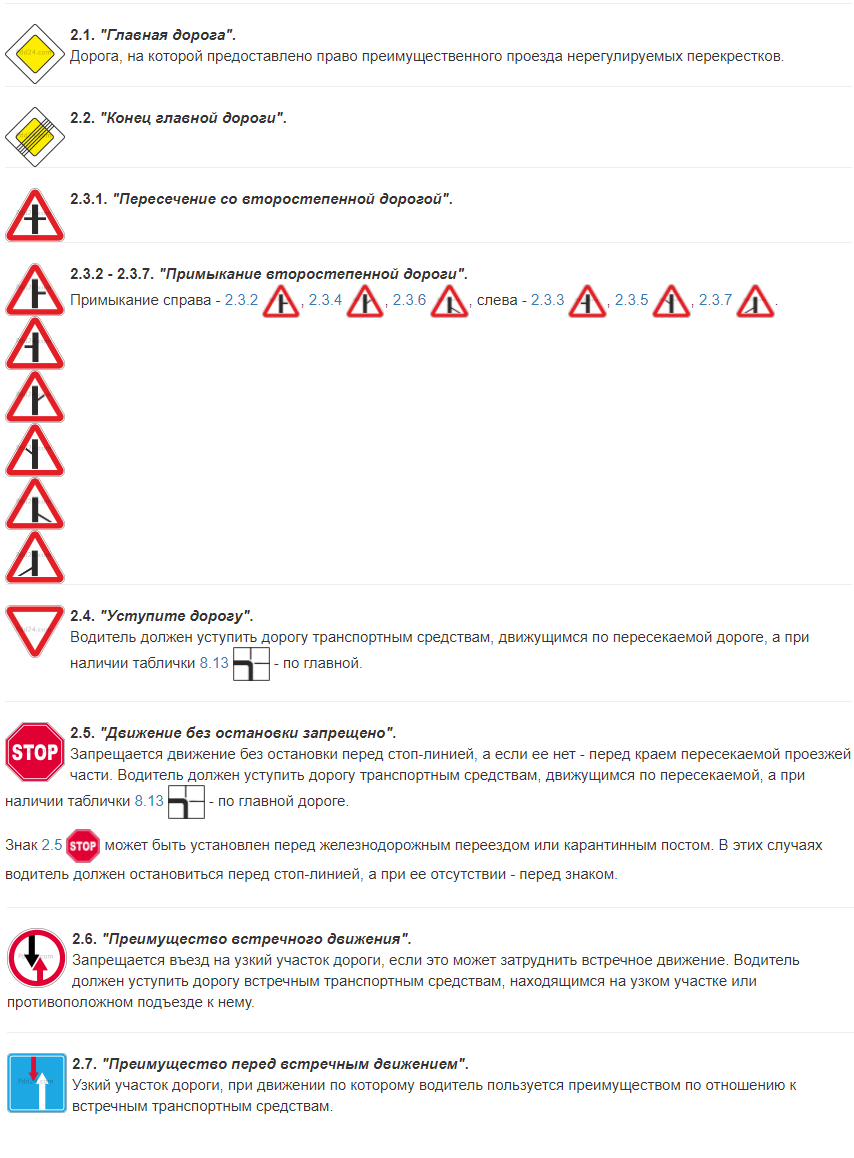 2.1. "Главная дорога".
Дорога, на которой предоставлено право преимущественного проезда нерегулируемых перекрестков.
2.2. "Конец главной дороги".
2.3.1. "Пересечение со второстепенной дорогой".
2.3.2 - 2.3.7. "Примыкание второстепенной дороги".
Примыкание справа - 2.3.2 , 2.3.4 , 2.3.6 , слева - 2.3.3 , 2.3.5 , 2.3.7 .
2.4. "Уступите дорогу".
Водитель должен уступить дорогу транспортным средствам, движущимся по пересекаемой дороге, а при
наличии таблички 8.13 - по главной.
STOP
2.5. "Движение без остановки запрещено".
Запрещается движение без остановки перед стоп-линией, а если ее нет - перед краем пересекаемой проезжей
части. Водитель должен уступить дорогу транспортным средствам, движущимся по пересекаемой, а при
наличии таблички 8.13 - по главной дороге.
Знак 2.5 STOP может быть установлен перед железнодорожным переездом или карантинным постом. В этих случаях
водитель должен остановиться перед стоп-линией, а при ее отсутствии - перед знаком.
2.6. "Преимущество встречного движения".
Запрещается въезд на узкий участок дороги, если это может затруднить встречное движение. Водитель
должен уступить дорогу встречным транспортным средствам, находящимся на узком участке или
противоположном подъезде к нему.
2.7. "Преимущество перед встречным движением".
Узкий участок дороги, при движении по которому водитель пользуется преимуществом по отношению к
встречным транспортным средствам.